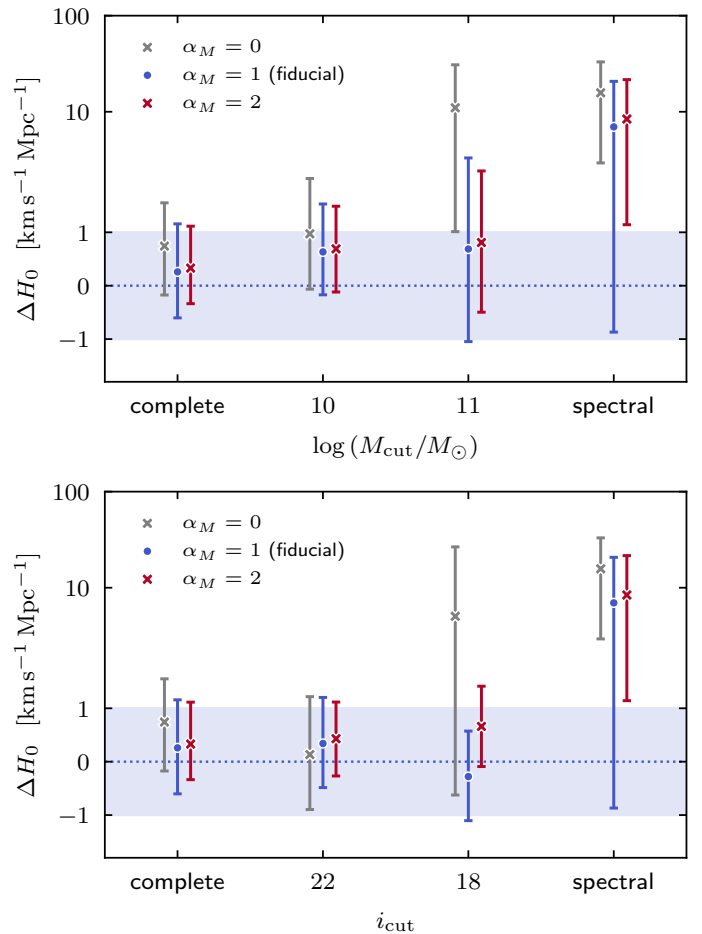 100
α_M = 0
α_M = 1 (fiducial)
α_M = 2
10
1
0
−1
ΔH₀ [km s⁻¹ Mpc⁻¹]
complete 10 11 spectral
log (M_cut/M_⊙)
100
α_M = 0
α_M = 1 (fiducial)
α_M = 2
10
1
0
−1
ΔH₀ [km s⁻¹ Mpc⁻¹]
complete 22 18 spectral
i_cut